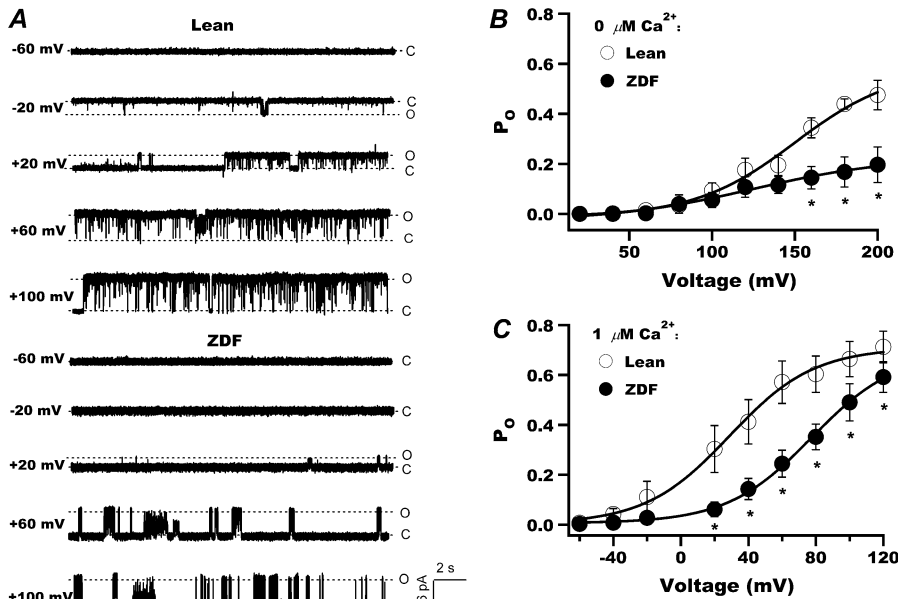 A
Lean
-60 mV
C
-20 mV
C
O
+20 mV
O
C
+60 mV
O
C
+100 mV
O
C
ZDF
-60 mV
C
-20 mV
C
+20 mV
O
C
+60 mV
O
C
+100 mV
O
2 s
B
0 μM Ca²⁺:
Lean
ZDF
Pₒ
0.8
0.6
0.4
0.2
0.0
* * *
50 100 150 200
Voltage (mV)
C
1 μM Ca²⁺:
Lean
ZDF
Pₒ
0.8
0.6
0.4
0.2
0.0
* * * * * *
-40 0 40 80 120
Voltage (mV)